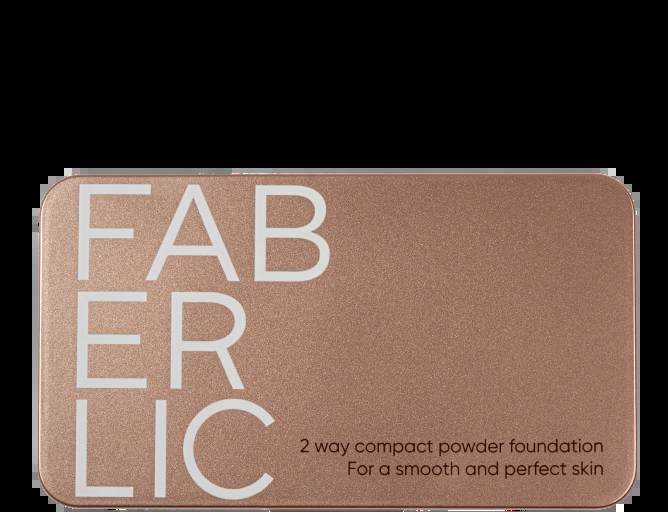 FAB
ER
LIC
2 way compact powder foundation
For a smooth and perfect skin